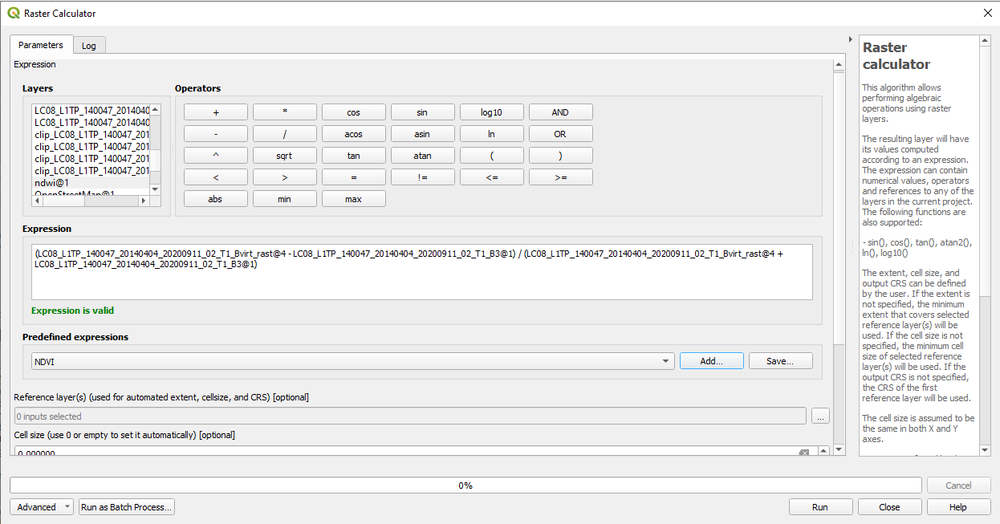 Raster Calculator
Parameters
Log
Expression
Layers
Operators
LC08_L1TP_140047_2014040
LC08_L1TP_140047_2014040
clip_LC08_L1TP_140047_201
clip_LC08_L1TP_140047_201
clip_LC08_L1TP_140047_201
clip_LC08_L1TP_140047_201
ndwi@1
OpenStreetMap@1
+ * cos sin log10 AND
- / acos asin ln OR
^ sqrt tan atan ( )
< > = != <= >=
abs min max
Expression
(LC08_L1TP_140047_20140404_20200911_02_T1_Bvirt_rast@4 - LC08_L1TP_140047_20140404_20200911_02_T1_B3@1) / (LC08_L1TP_140047_20140404_20200911_02_T1_Bvirt_rast@4 +
LC08_L1TP_140047_20140404_20200911_02_T1_B3@1)
Expression is valid
Predefined expressions
NDVI
Add...
Save...
Reference layer(s) (used for automated extent, cellsize, and CRS) [optional]
0 inputs selected
...
Cell size (use 0 or empty to set it automatically) [optional]
0.000000
Raster
calculator
This algorithm allows
performing algebraic
operations using raster
layers.
The resulting layer will have
its values computed
according to an expression.
The expression can contain
numerical values, operators
and references to any of the
layers in the current project.
The following functions are
also supported:
- sin(), cos(), tan(), atan2(),
ln(), log10()
The extent, cell size, and
output CRS can be defined
by the user. If the extent is
not specified, the minimum
extent that covers selected
reference layer(s) will be
used. If the cell size is not
specified, the minimum cell
size of selected reference
layer(s) will be used. If the
output CRS is not specified,
the CRS of the first
reference layer will be used.
The cell size is assumed to be
the same in both X and Y
axes.
0%
Cancel
Advanced
Run as Batch Process...
Run
Close
Help